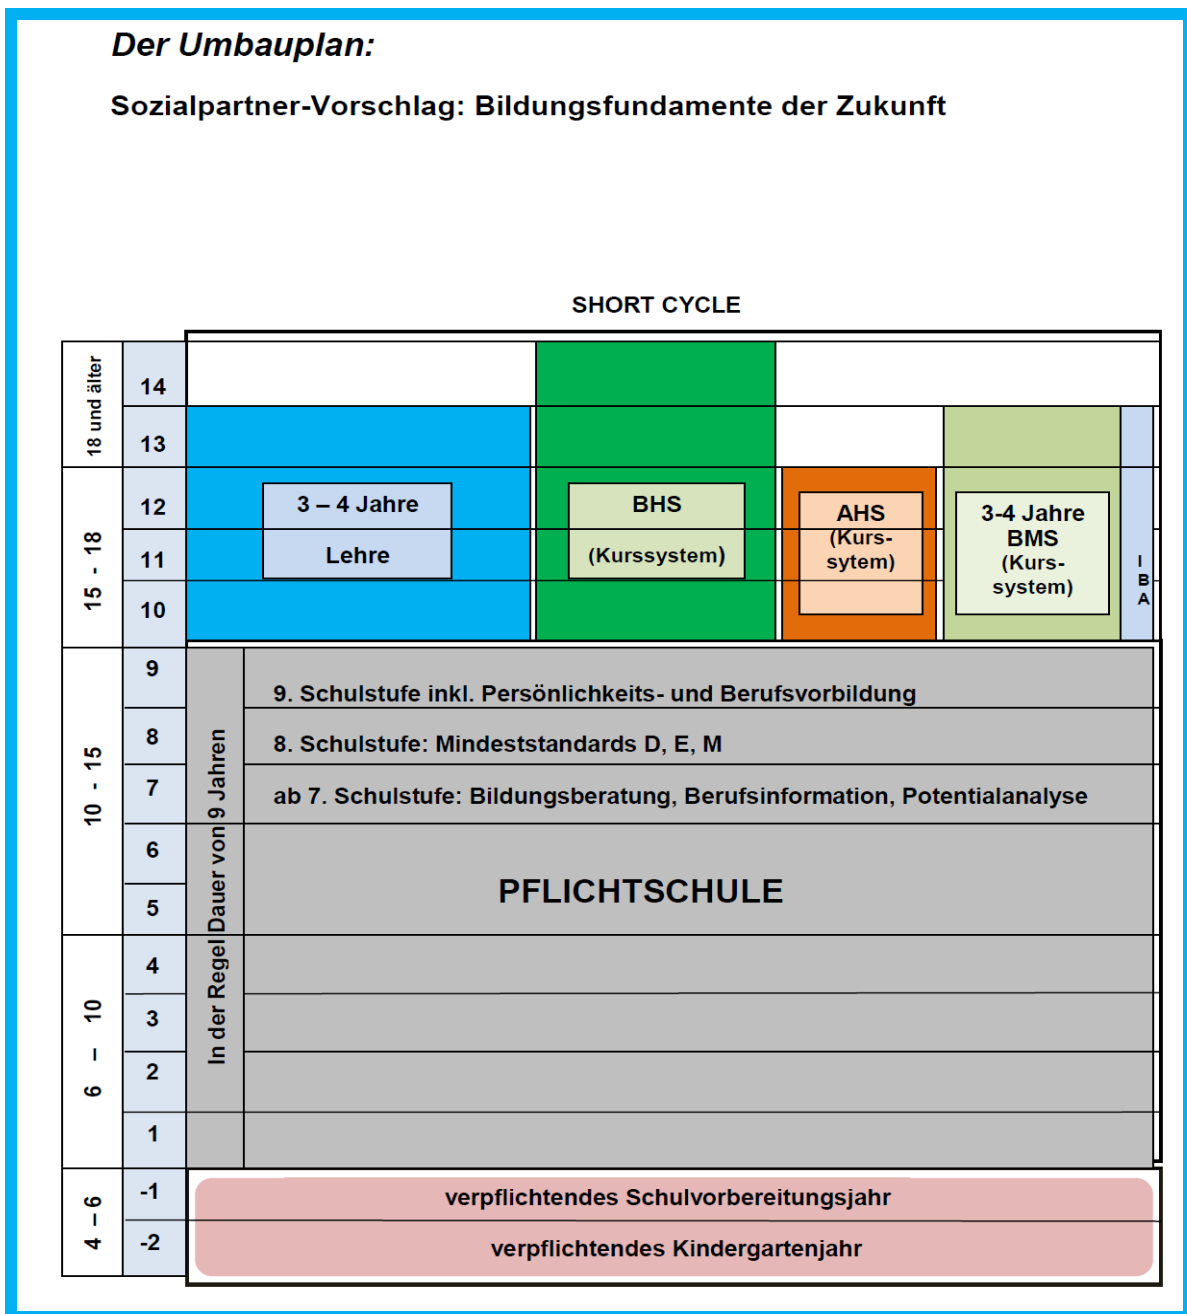 Der Umbauplan:
Sozialpartner-Vorschlag: Bildungsfundamente der Zukunft
SHORT CYCLE
18 und älter
14
13
15 - 18
12
11
10
3 – 4 Jahre
Lehre
BHS
(Kurssystem)
AHS
(Kurs-
sytem)
3-4 Jahre
BMS
(Kurs-
system)
I
B
A
10 - 15
9
8
7
6
5
In der Regel Dauer von 9 Jahren
9. Schulstufe inkl. Persönlichkeits- und Berufsvorbildung
8. Schulstufe: Mindeststandards D, E, M
ab 7. Schulstufe: Bildungsberatung, Berufsinformation, Potentialanalyse
PFLICHTSCHULE
6 – 10
4
3
2
1
4 – 6
-1
verpflichtendes Schulvorbereitungsjahr
-2
verpflichtendes Kindergartenjahr